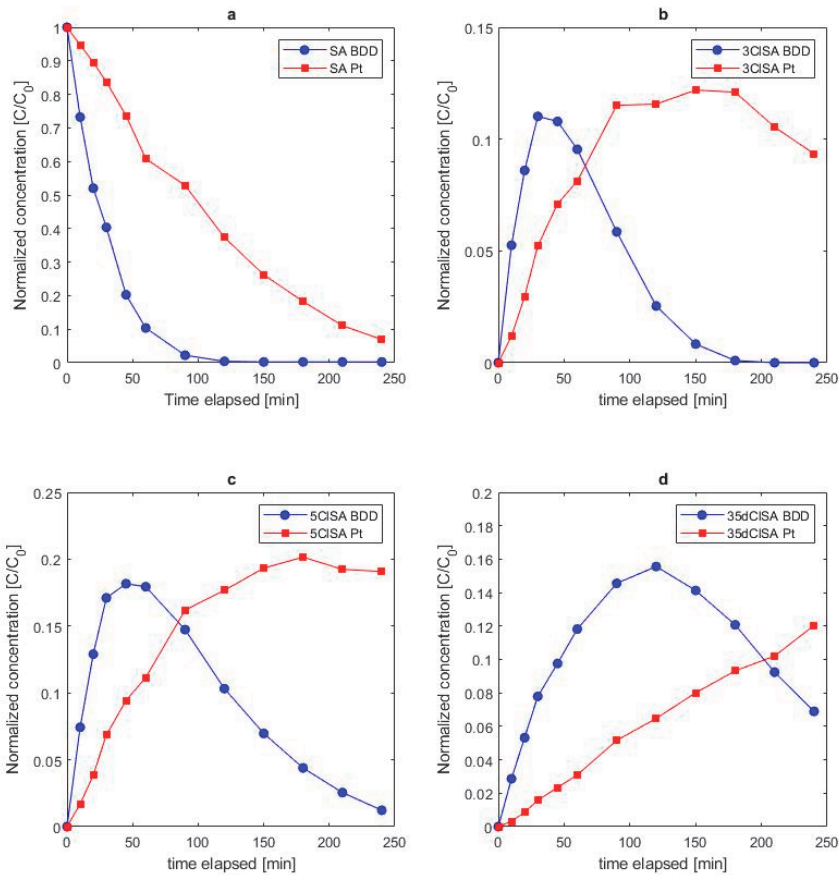 a
SA BDD
SA Pt
Normalized concentration [C/C0]
1
0.9
0.8
0.7
0.6
0.5
0.4
0.3
0.2
0.1
0
0 50 100 150 200 250
Time elapsed [min]
b
3ClSA BDD
3ClSA Pt
Normalized concentration [C/C0]
0.15
0.1
0.05
0
0 50 100 150 200 250
time elapsed [min]
c
5ClSA BDD
5ClSA Pt
Normalized concentration [C/C0]
0.25
0.2
0.15
0.1
0.05
0
0 50 100 150 200 250
time elapsed [min]
d
35dClSA BDD
35dClSA Pt
Normalized concentration [C/C0]
0.2
0.18
0.16
0.14
0.12
0.1
0.08
0.06
0.04
0.02
0
0 50 100 150 200 250
time elapsed [min]